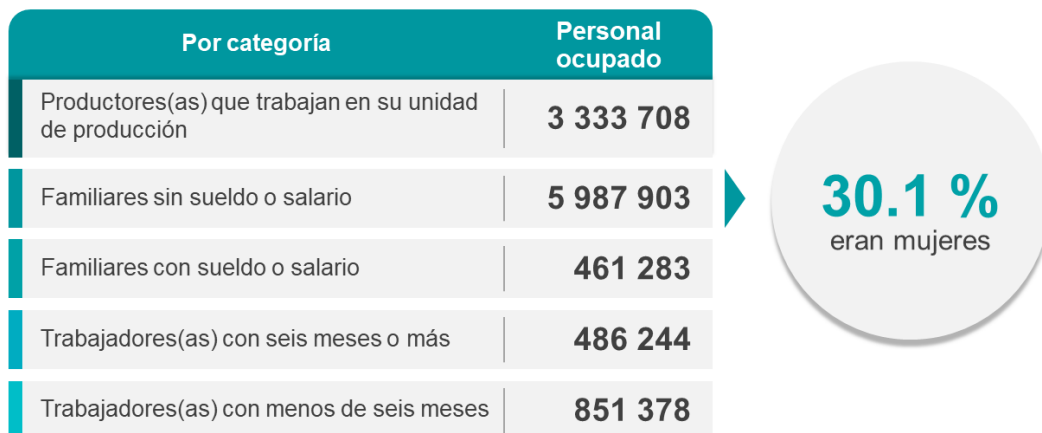 Por categoría
Personal
ocupado
Productores(as) que trabajan en su unidad
de producción
3 333 708
Familiares sin sueldo o salario
5 987 903
Familiares con sueldo o salario
461 283
Trabajadores(as) con seis meses o más
486 244
Trabajadores(as) con menos de seis meses
851 378
30.1 %
eran mujeres